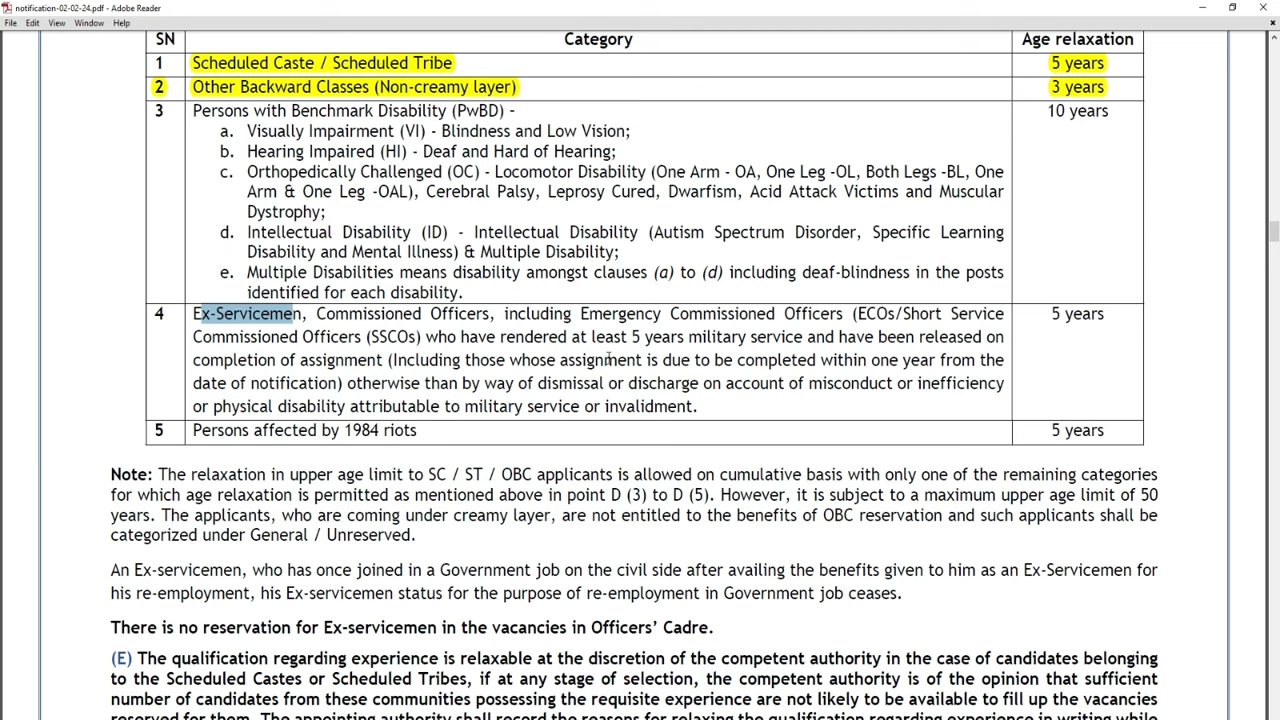 notification-02-02-24.pdf - Adobe Reader
File Edit View Window Help
SN Category Age relaxation
1 Scheduled Caste / Scheduled Tribe 5 years
2 Other Backward Classes (Non-creamy layer) 3 years
3 Persons with Benchmark Disability (PwBD) - 10 years
a. Visually Impairment (VI) - Blindness and Low Vision;
b. Hearing Impaired (HI) - Deaf and Hard of Hearing;
c. Orthopedically Challenged (OC) - Locomotor Disability (One Arm - OA, One Leg -OL, Both Legs -BL, One
Arm & One Leg -OAL), Cerebral Palsy, Leprosy Cured, Dwarfism, Acid Attack Victims and Muscular
Dystrophy;
d. Intellectual Disability (ID) - Intellectual Disability (Autism Spectrum Disorder, Specific Learning
Disability and Mental Illness) & Multiple Disability;
e. Multiple Disabilities means disability amongst clauses (a) to (d) including deaf-blindness in the posts
identified for each disability.
4 Ex-Servicemen, Commissioned Officers, including Emergency Commissioned Officers (ECOs/Short Service 5 years
Commissioned Officers (SSCOs) who have rendered at least 5 years military service and have been released on
completion of assignment (Including those whose assignment is due to be completed within one year from the
date of notification) otherwise than by way of dismissal or discharge on account of misconduct or inefficiency
or physical disability attributable to military service or invalidment.
5 Persons affected by 1984 riots 5 years
Note: The relaxation in upper age limit to SC / ST / OBC applicants is allowed on cumulative basis with only one of the remaining categories
for which age relaxation is permitted as mentioned above in point D (3) to D (5). However, it is subject to a maximum upper age limit of 50
years. The applicants, who are coming under creamy layer, are not entitled to the benefits of OBC reservation and such applicants shall be
categorized under General / Unreserved.
An Ex-servicemen, who has once joined in a Government job on the civil side after availing the benefits given to him as an Ex-Servicemen for
his re-employment, his Ex-servicemen status for the purpose of re-employment in Government job ceases.
There is no reservation for Ex-servicemen in the vacancies in Officers’ Cadre.
(E) The qualification regarding experience is relaxable at the discretion of the competent authority in the case of candidates belonging
to the Scheduled Castes or Scheduled Tribes, if at any stage of selection, the competent authority is of the opinion that sufficient
number of candidates from these communities possessing the requisite experience are not likely to be available to fill up the vacancies
reserved for them. The appointing authority shall record the reasons for relaxing the qualification regarding experience in writing while